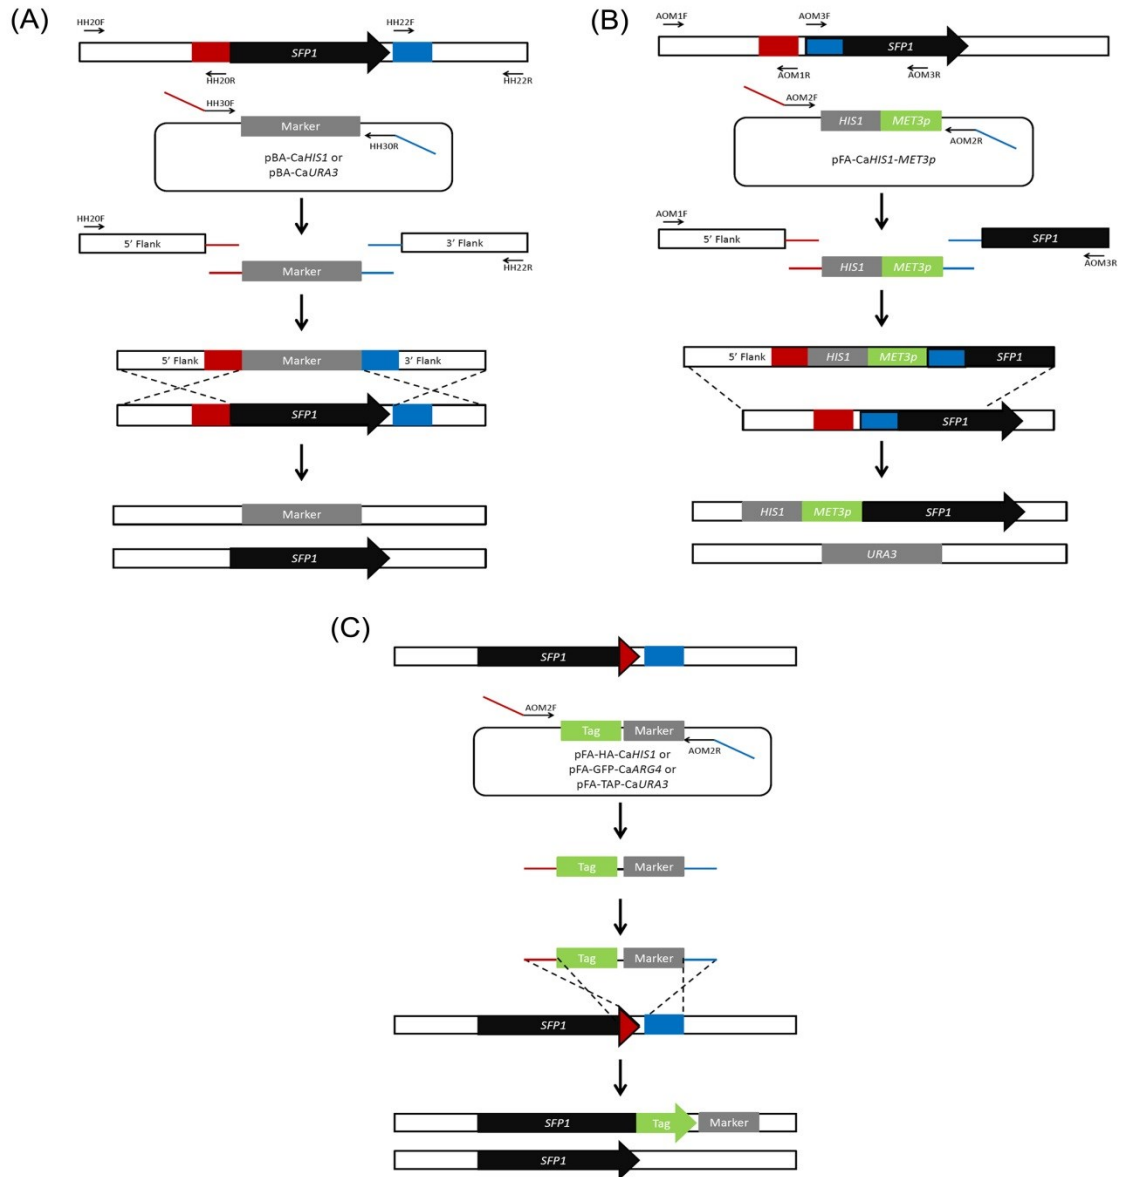 (A)
HH20F
HH22F
SFP1
HH20R
HH22R
HH30F
Marker
HH30R
pBA-CaHIS1 or
pBA-CaURA3
HH20F
5' Flank
3' Flank
HH22R
Marker
5' Flank
Marker
3' Flank
SFP1
Marker
SFP1
(B)
AOM1F
AOM3F
SFP1
AOM1R
AOM3R
AOM2F
HIS1
MET3p
AOM2R
pFA-CaHIS1-MET3p
AOM1F
5' Flank
SFP1
AOM3R
HIS1
MET3p
5' Flank
HIS1
MET3p
SFP1
SFP1
HIS1
MET3p
SFP1
URA3
(C)
SFP1
AOM2F
Tag
Marker
AOM2R
pFA-HA-CaHIS1 or
pFA-GFP-CaARG4 or
pFA-TAP-CaURA3
Tag
Marker
Tag
Marker
SFP1
SFP1
Tag
Marker
SFP1